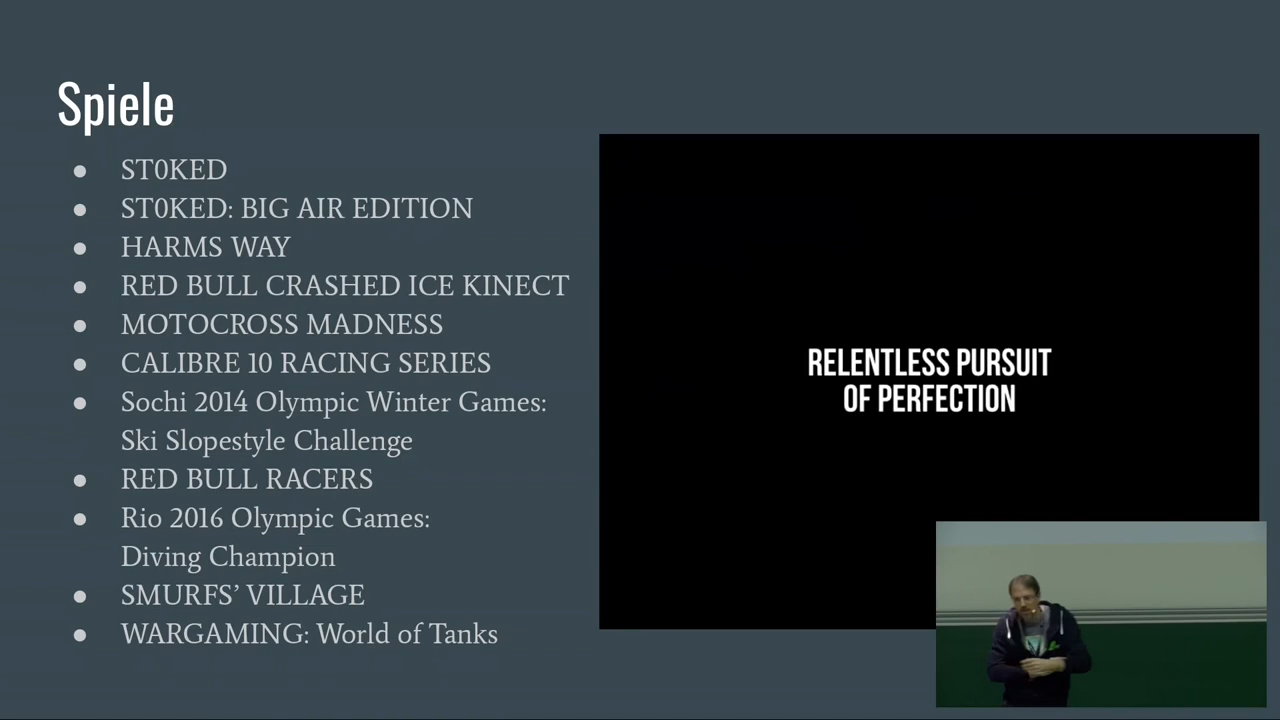 Spiele
ST0KED
ST0KED: BIG AIR EDITION
HARMS WAY
RED BULL CRASHED ICE KINECT
MOTOCROSS MADNESS
CALIBRE 10 RACING SERIES
Sochi 2014 Olympic Winter Games:
Ski Slopestyle Challenge
RED BULL RACERS
Rio 2016 Olympic Games:
Diving Champion
SMURFS’ VILLAGE
WARGAMING: World of Tanks
RELENTLESS PURSUIT
OF PERFECTION